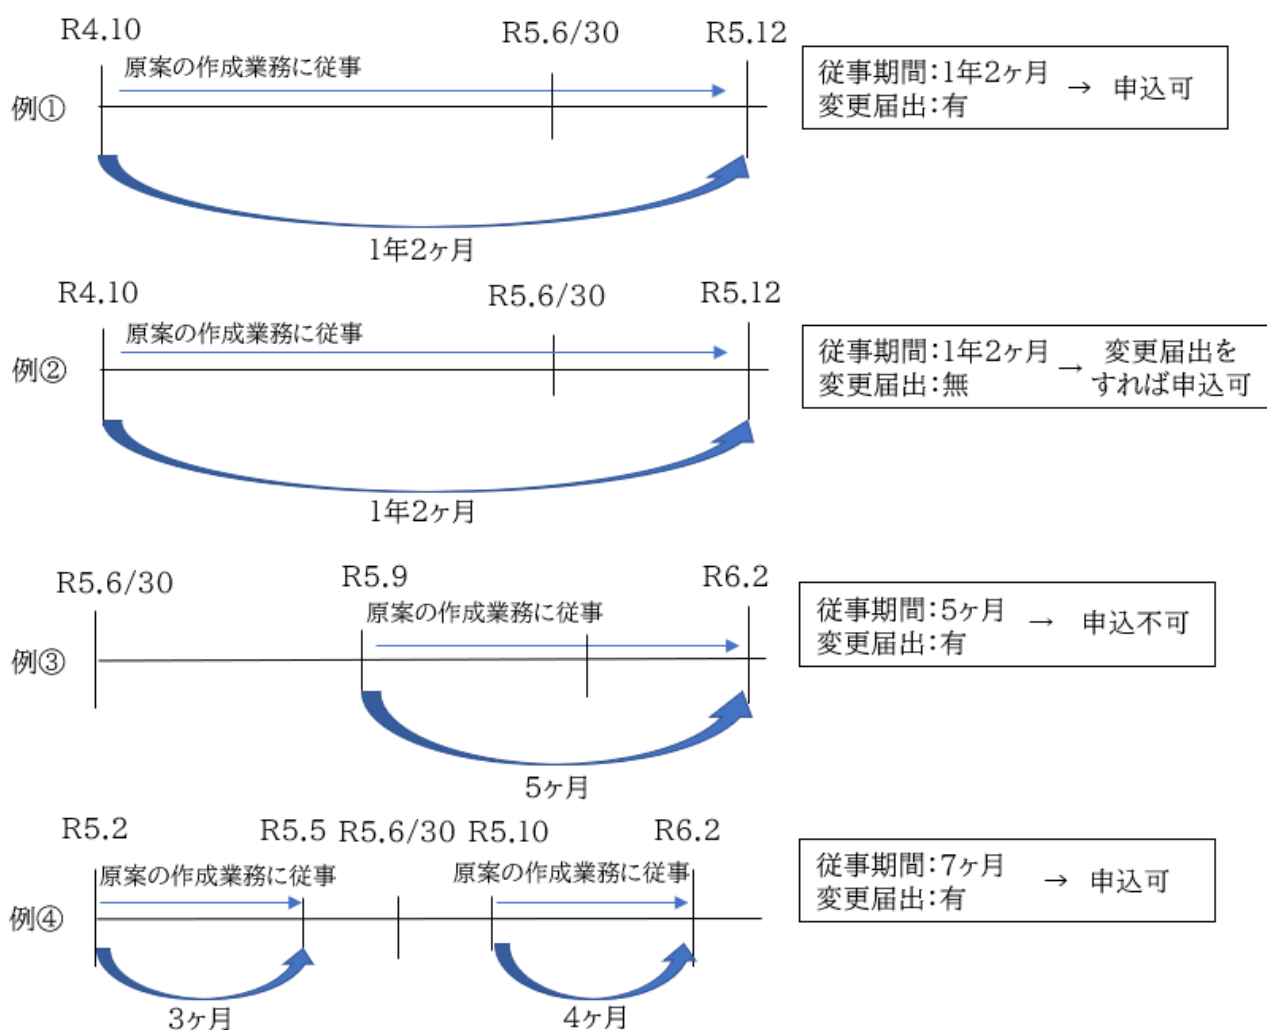 R4.10 R5.6/30 R5.12
原案の作成業務に従事
例①
従事期間：1年2ヶ月 → 申込可
変更届出：有
1年2ヶ月
R4.10 R5.6/30 R5.12
原案の作成業務に従事
例②
従事期間：1年2ヶ月 → 変更届出を
変更届出：無 すれば申込可
1年2ヶ月
R5.6/30 R5.9 R6.2
原案の作成業務に従事
例③
従事期間：5ヶ月 → 申込不可
変更届出：有
5ヶ月
R5.2 R5.5 R5.6/30 R5.10 R6.2
原案の作成業務に従事 原案の作成業務に従事
例④
従事期間：7ヶ月 → 申込可
変更届出：有
3ヶ月 4ヶ月